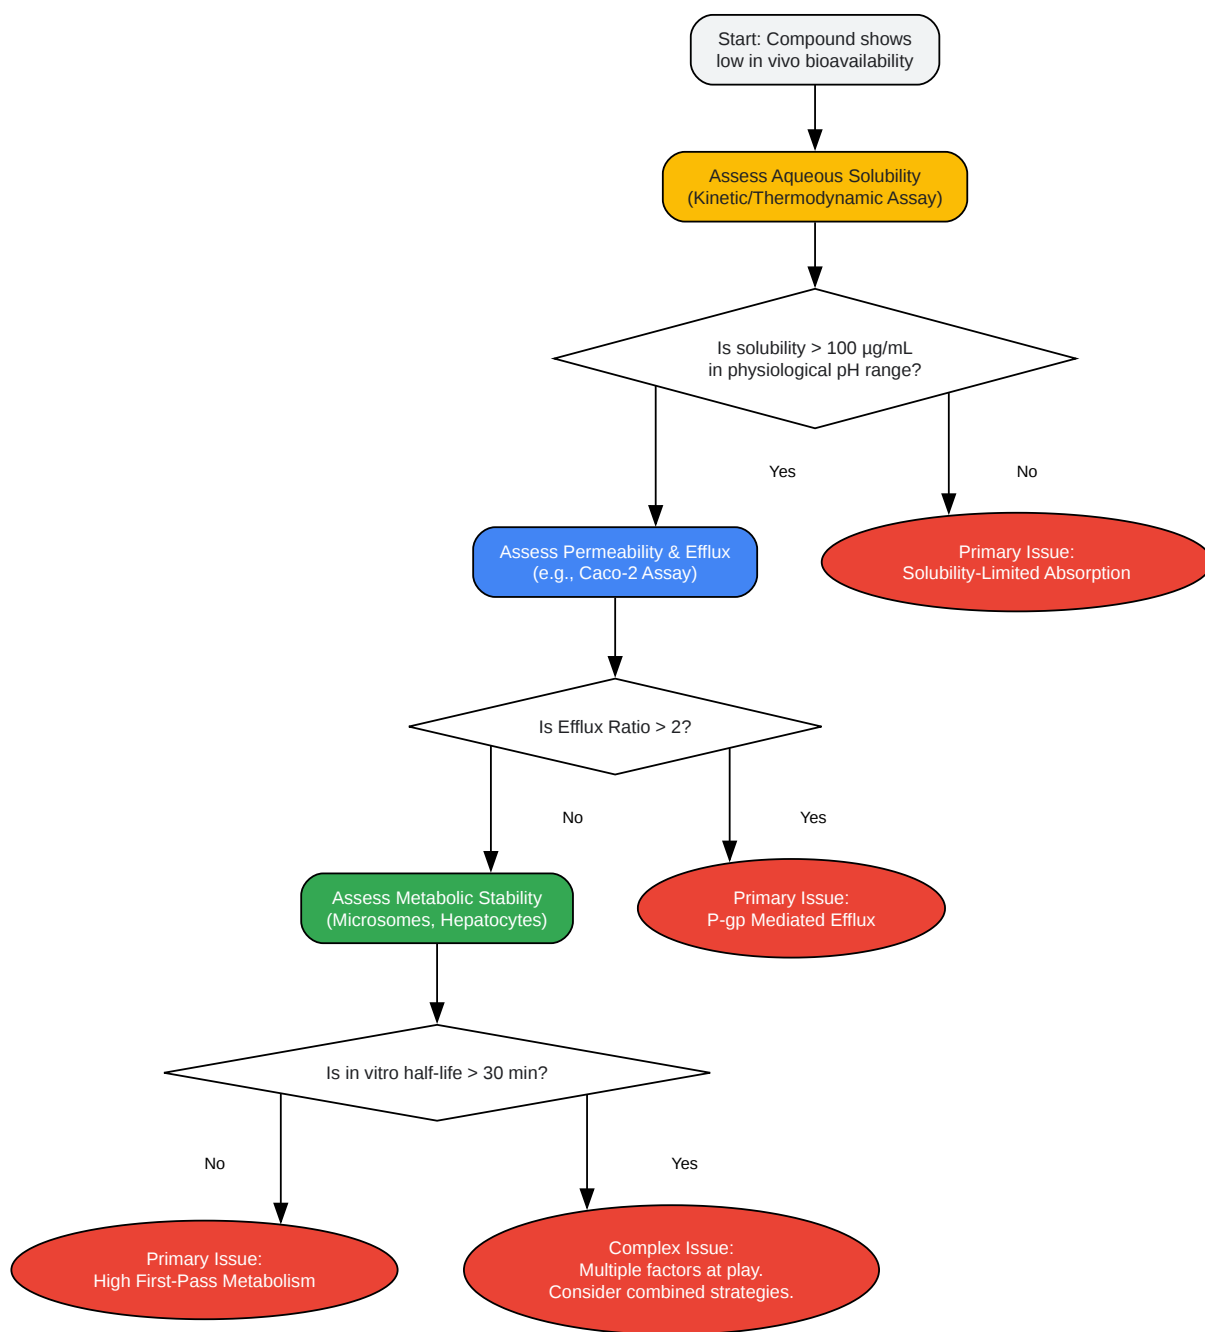 Start: Compound shows
low in vivo bioavailability
Assess Aqueous Solubility
(Kinetic/Thermodynamic Assay)
Is solubility > 100 µg/mL
in physiological pH range?
Yes
No
Assess Permeability & Efflux
(e.g., Caco-2 Assay)
Primary Issue:
Solubility-Limited Absorption
Is Efflux Ratio > 2?
No
Yes
Assess Metabolic Stability
(Microsomes, Hepatocytes)
Primary Issue:
P-gp Mediated Efflux
Is in vitro half-life > 30 min?
No
Yes
Primary Issue:
High First-Pass Metabolism
Complex Issue:
Multiple factors at play.
Consider combined strategies.